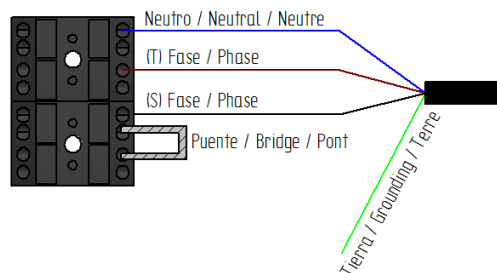 Neutro / Neutral / Neutre
(T) Fase / Phase
(S) Fase / Phase
Puente / Bridge / Pont
Tierra / Grounding / Terre